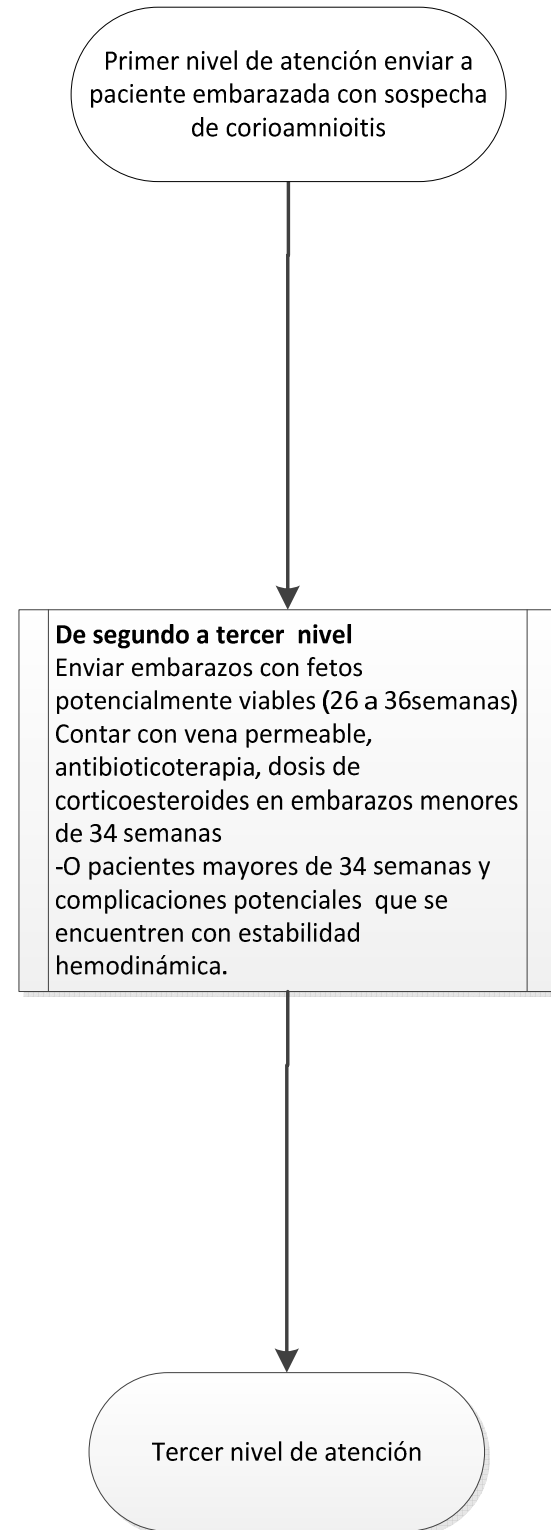 Primer nivel de atención enviar a
paciente embarazada con sospecha
de corioamnioitis
De segundo a tercer nivel
Enviar embarazos con fetos
potencialmente viables (26 a 36semanas)
Contar con vena permeable,
antibioticoterapia, dosis de
corticoesteroides en embarazos menores
de 34 semanas
-O pacientes mayores de 34 semanas y
complicaciones potenciales que se
encuentren con estabilidad
hemodinámica.
Tercer nivel de atención